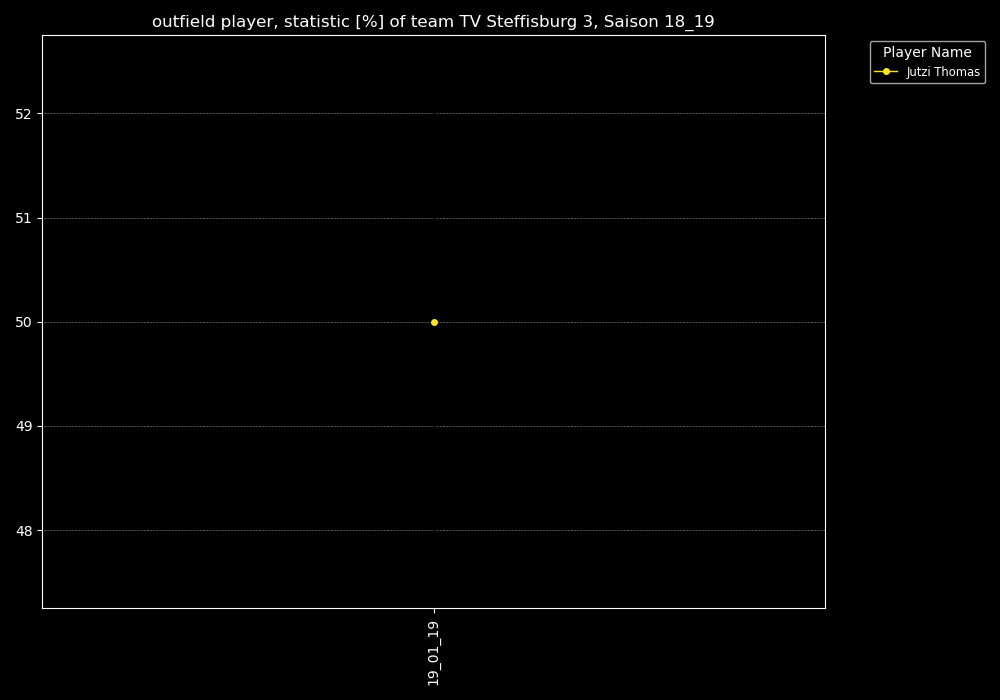 outfield player, statistic [%] of team TV Steffisburg 3, Saison 18_19
Player Name
Jutzi Thomas
52
51
50
49
48
19_01_19